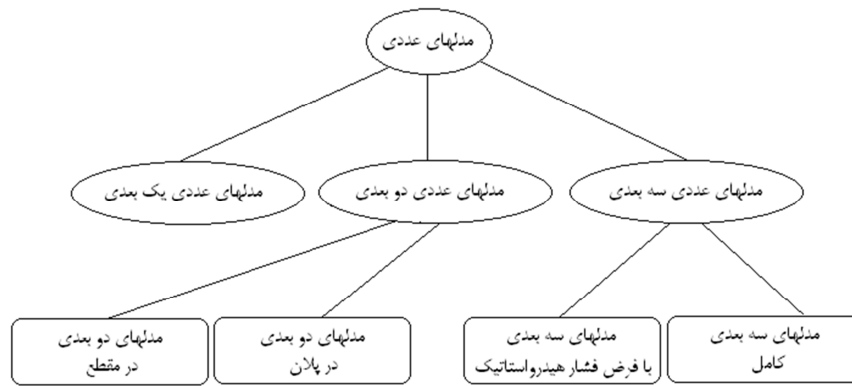 مدلهای عددی
مدلهای عددی سه بعدی
مدلهای عددی دو بعدی
مدلهای عددی یک بعدی
مدلهای سه بعدی
کامل
مدلهای سه بعدی
با فرض فشار هیدرواستاتیک
مدلهای دو بعدی
در پلان
مدلهای دو بعدی
در مقطع